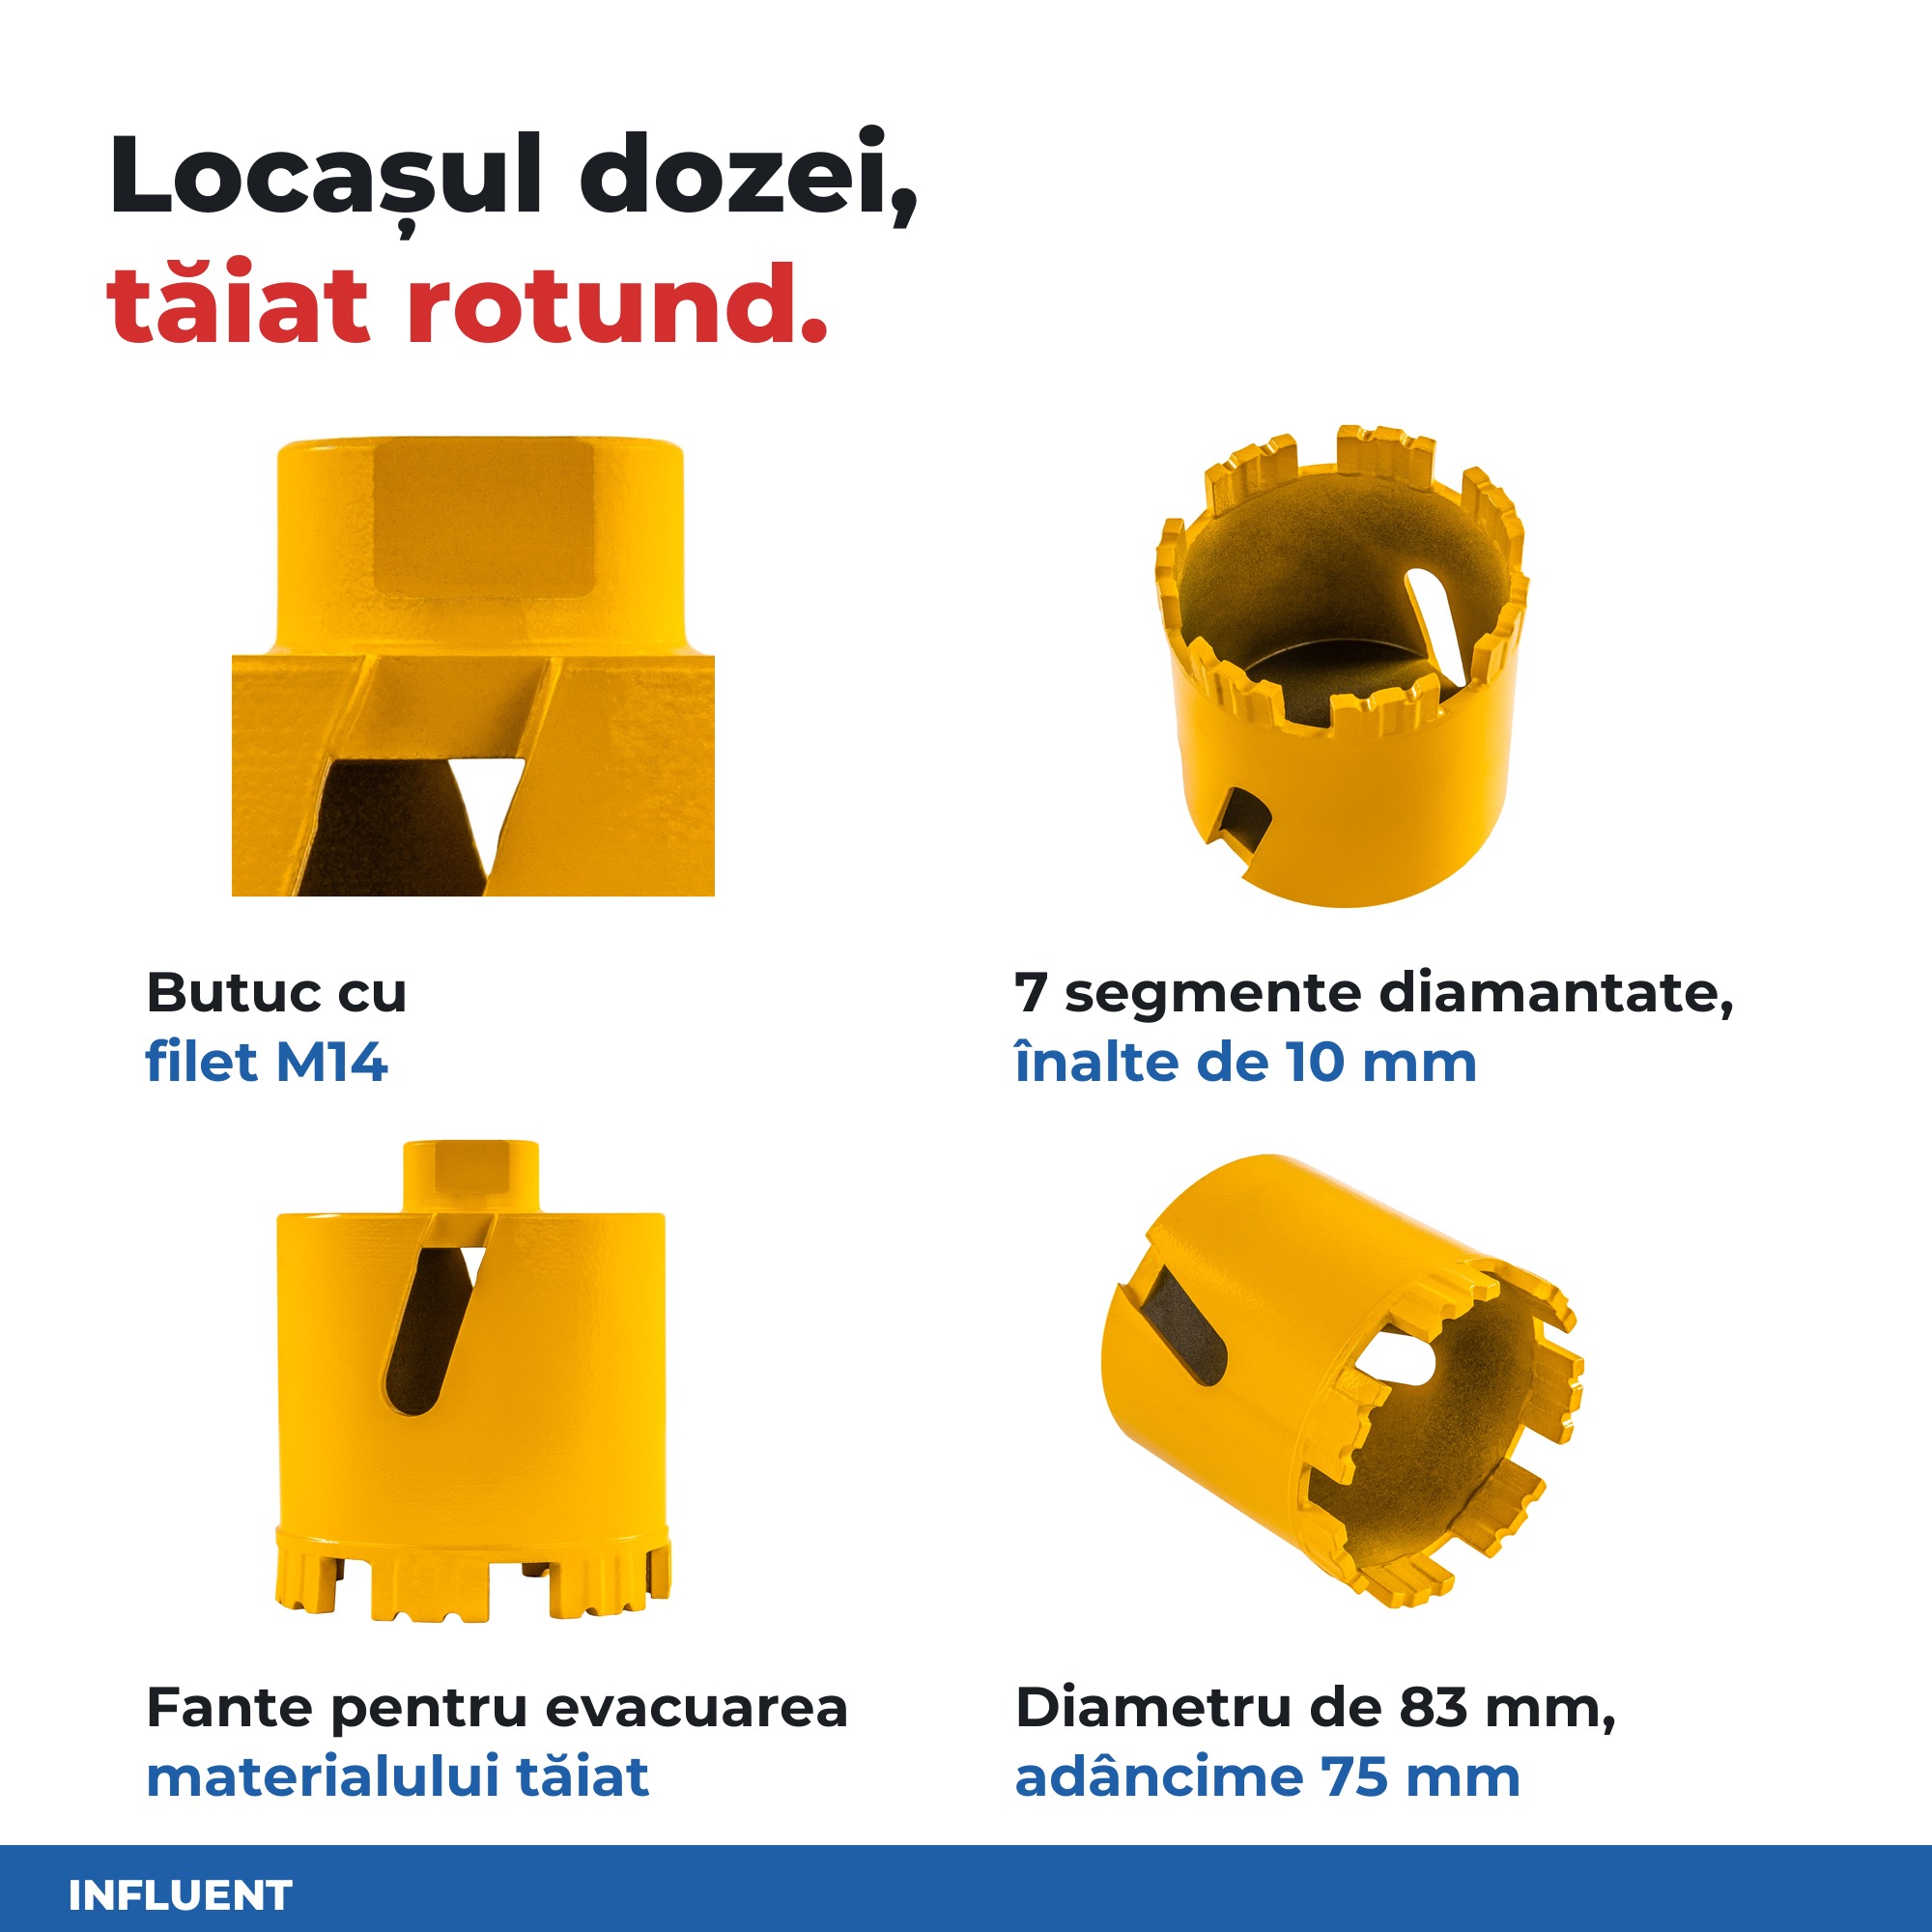 Locașul dozei,
tăiat rotund.
Butuc cu
filet M14
7 segmente diamantate,
înalte de 10 mm
Fante pentru evacuarea
materialului tăiat
Diametru de 83 mm,
adâncime 75 mm
INFLUENT